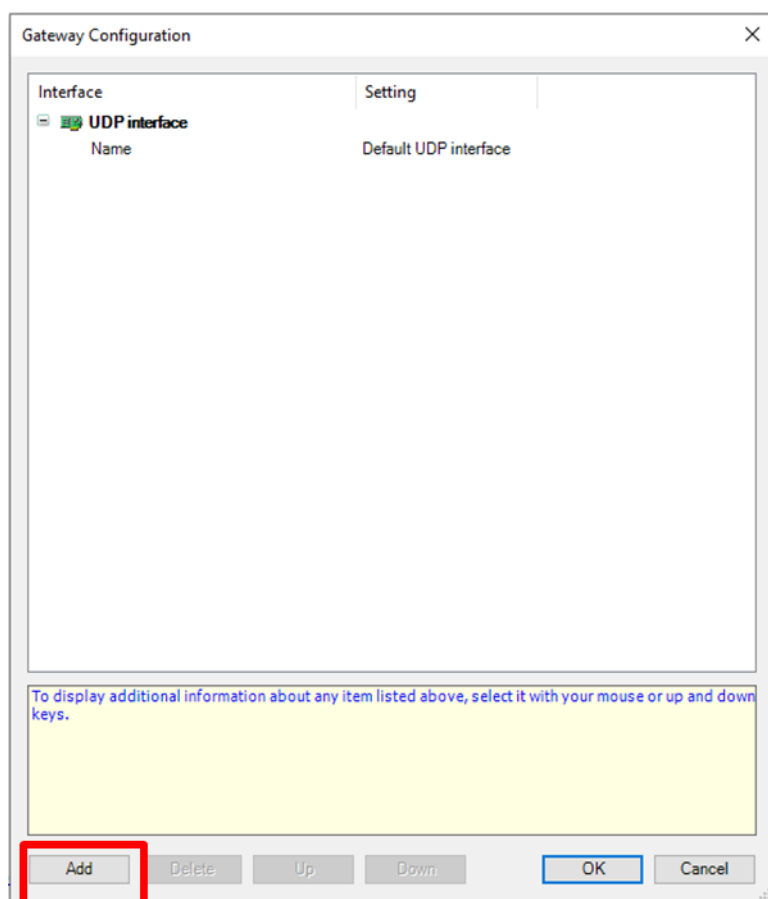 Gateway Configuration
Interface Setting
UDP interface
Name Default UDP interface
To display additional information about any item listed above, select it with your mouse or up and down
keys.
Add Delete Up Down OK Cancel